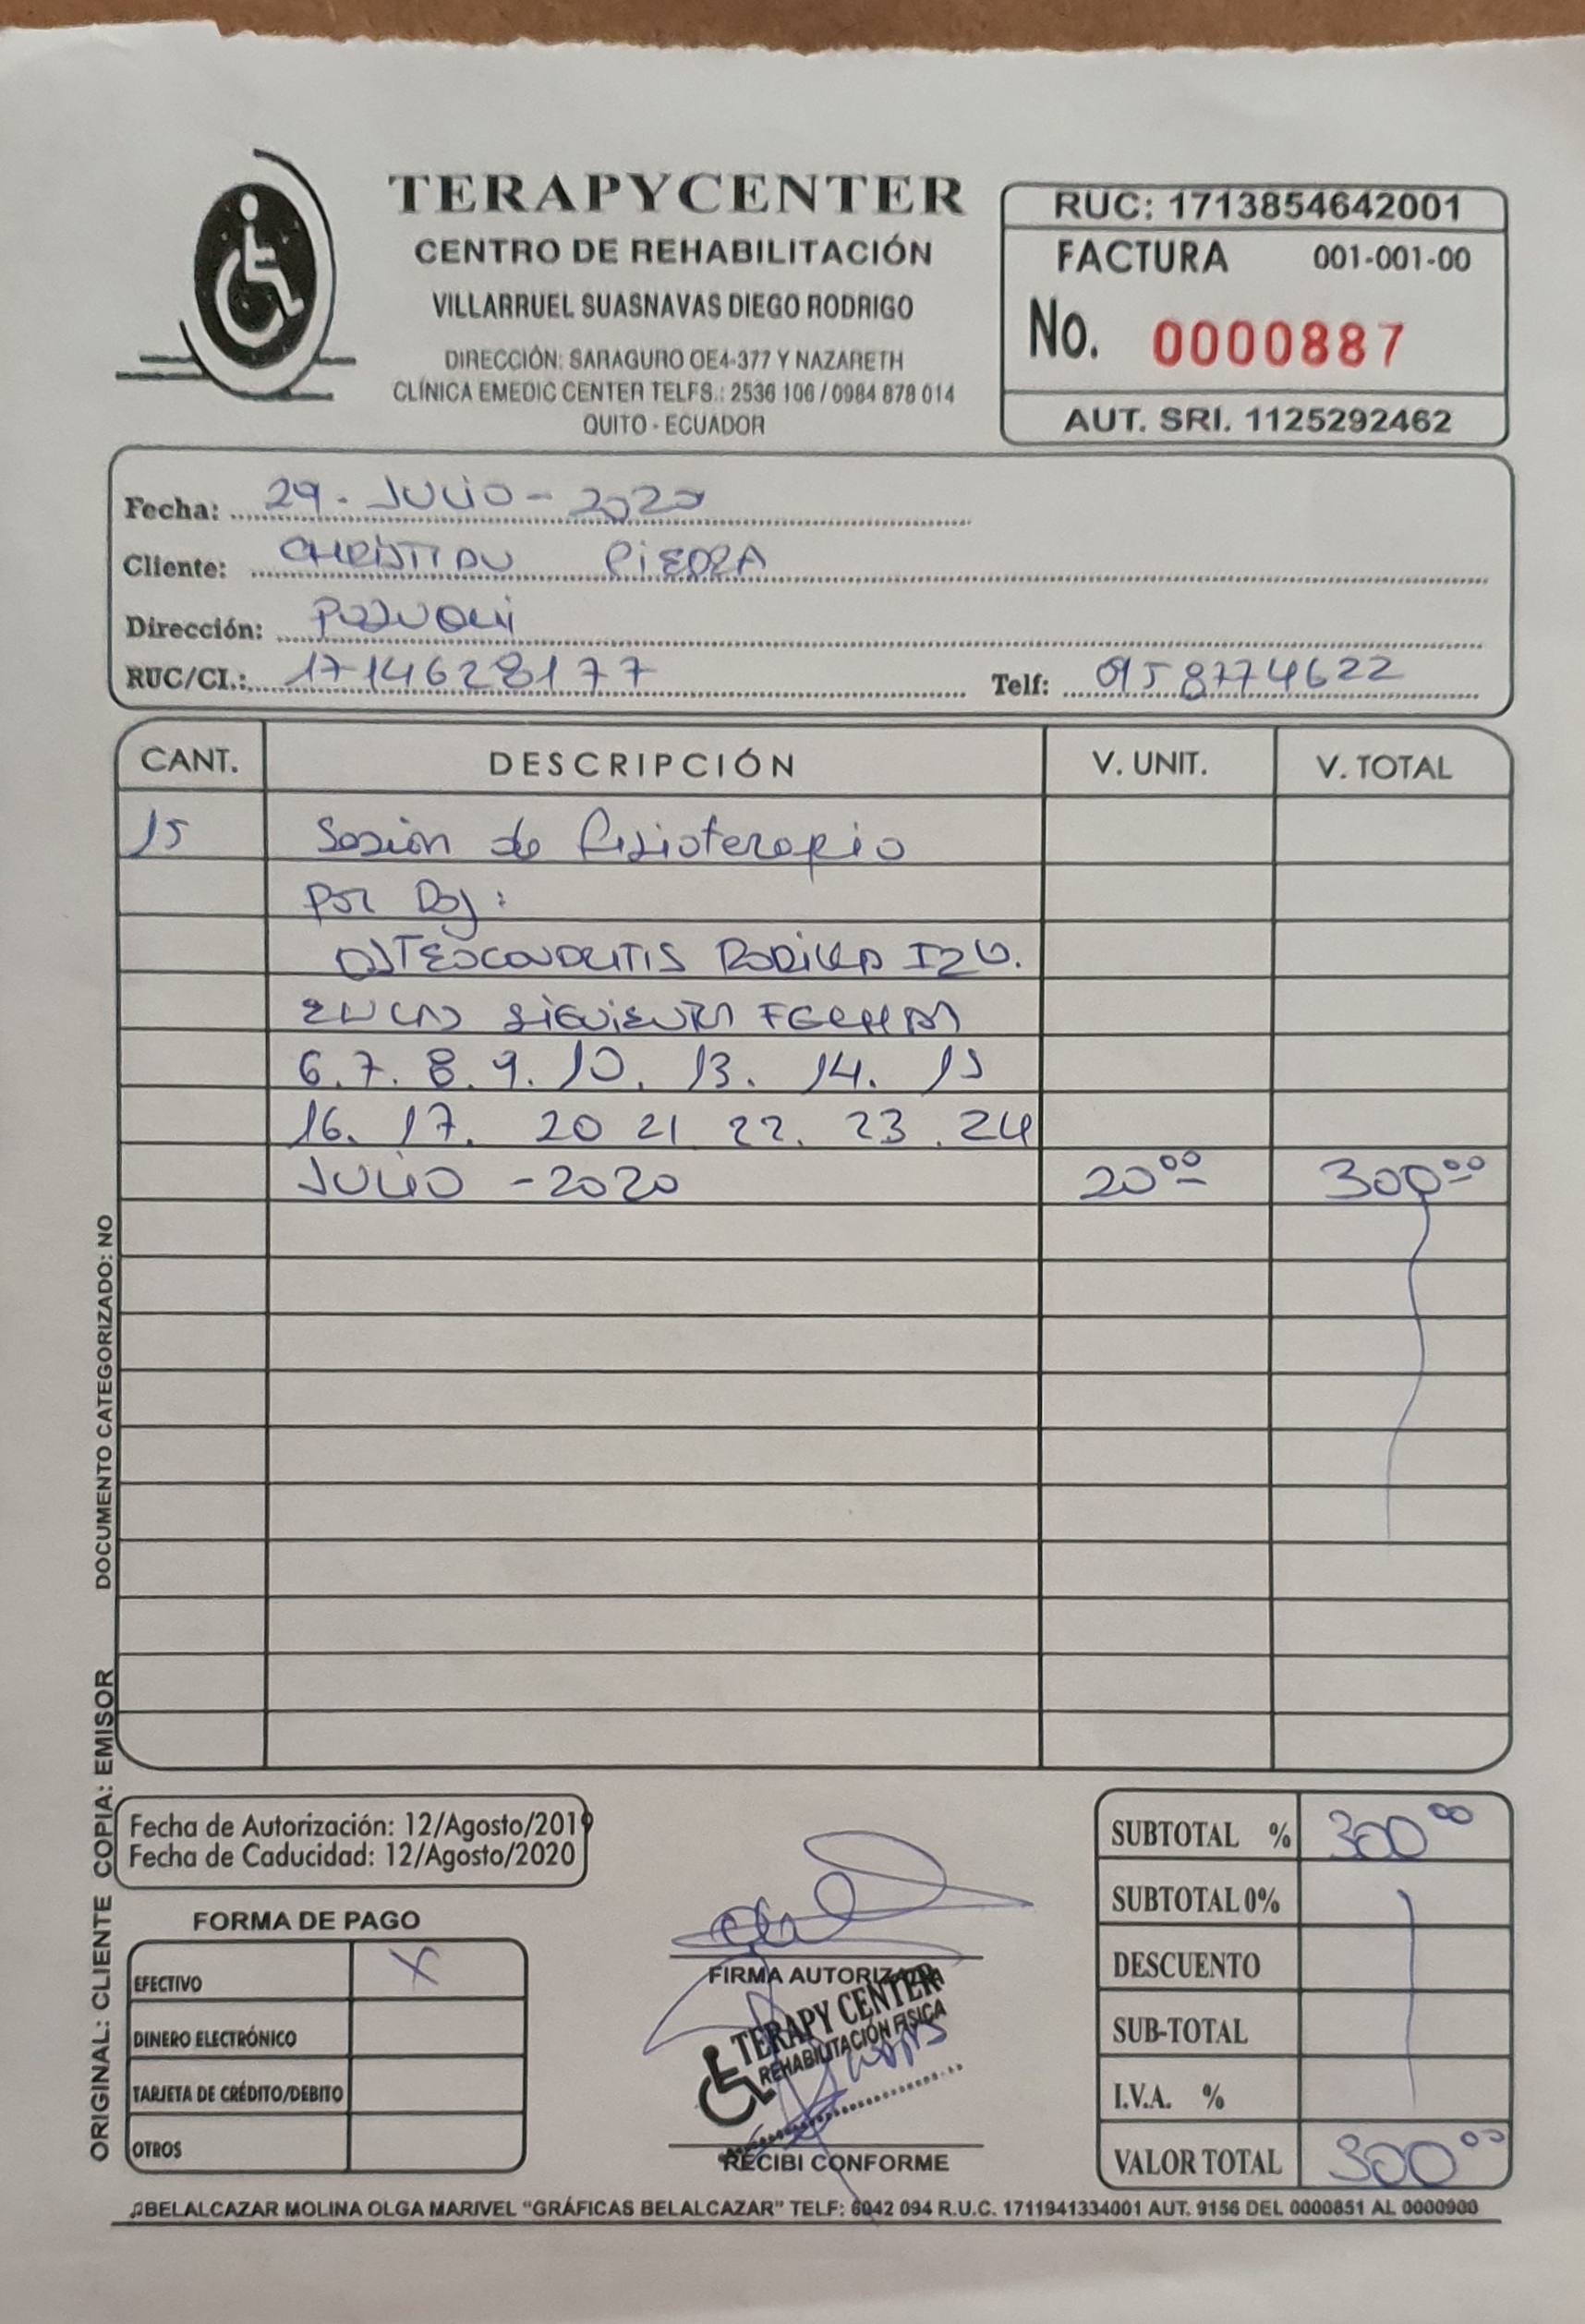 TERAPYCENTER
CENTRO DE REHABILITACIÓN
VILLARRUEL SUASNAVAS DIEGO RODRIGO
DIRECCIÓN: SARAGURO OE4-377 Y NAZARETH
CLÍNICA EMEDIC CENTER TELFS.: 2536 106 / 0984 878 014
QUITO - ECUADOR
RUC: 1713854642001
FACTURA 001-001-00
No. 0000887
AUT. SRI. 1125292462
Fecha: 29 - JULIO - 2020
Cliente: CHRISTIAN PIEDRA
Dirección: POMASQUI
RUC/CI.: 1714628177 Telf: 0958774622
CANT. DESCRIPCIÓN V. UNIT. V. TOTAL
15 Sesión de fisioterapia
Por Dg:
OSTEOCONDRITIS RODILLA IZQ.
EN LAS SIGUIENTES FECHAS
6. 7. 8. 9. 10. 13. 14. 15
16. 17. 20 21 22. 23. 24
JULIO - 2020 20.00 300.00
DOCUMENTO CATEGORIZADO: NO
ORIGINAL: CLIENTE COPIA: EMISOR
Fecha de Autorización: 12/Agosto/2019
Fecha de Caducidad: 12/Agosto/2020
FORMA DE PAGO
EFECTIVO X
DINERO ELECTRÓNICO
TARJETA DE CRÉDITO/DEBITO
OTROS
FIRMA AUTORIZADA
TERAPY CENTER
REHABILITACIÓN FISICA
RECIBI CONFORME
SUBTOTAL % 300.00
SUBTOTAL 0%
DESCUENTO
SUB-TOTAL
I.V.A. %
VALOR TOTAL 300.00
BELALCAZAR MOLINA OLGA MARIVEL "GRÁFICAS BELALCAZAR" TELF: 6042 094 R.U.C. 1711941334001 AUT. 9156 DEL 0000851 AL 0000900